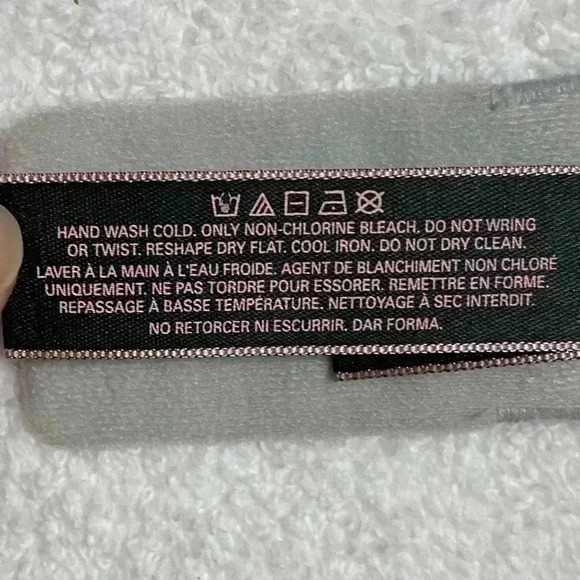 HAND WASH COLD. ONLY NON-CHLORINE BLEACH. DO NOT WRING
OR TWIST. RESHAPE DRY FLAT. COOL IRON. DO NOT DRY CLEAN.
LAVER À LA MAIN À L'EAU FROIDE. AGENT DE BLANCHIMENT NON CHLORÉ
UNIQUEMENT. NE PAS TORDRE POUR ESSORER. REMETTRE EN FORME.
REPASSAGE À BASSE TEMPÉRATURE. NETTOYAGE À SEC INTERDIT.
NO RETORCER NI ESCURRIR. DAR FORMA.